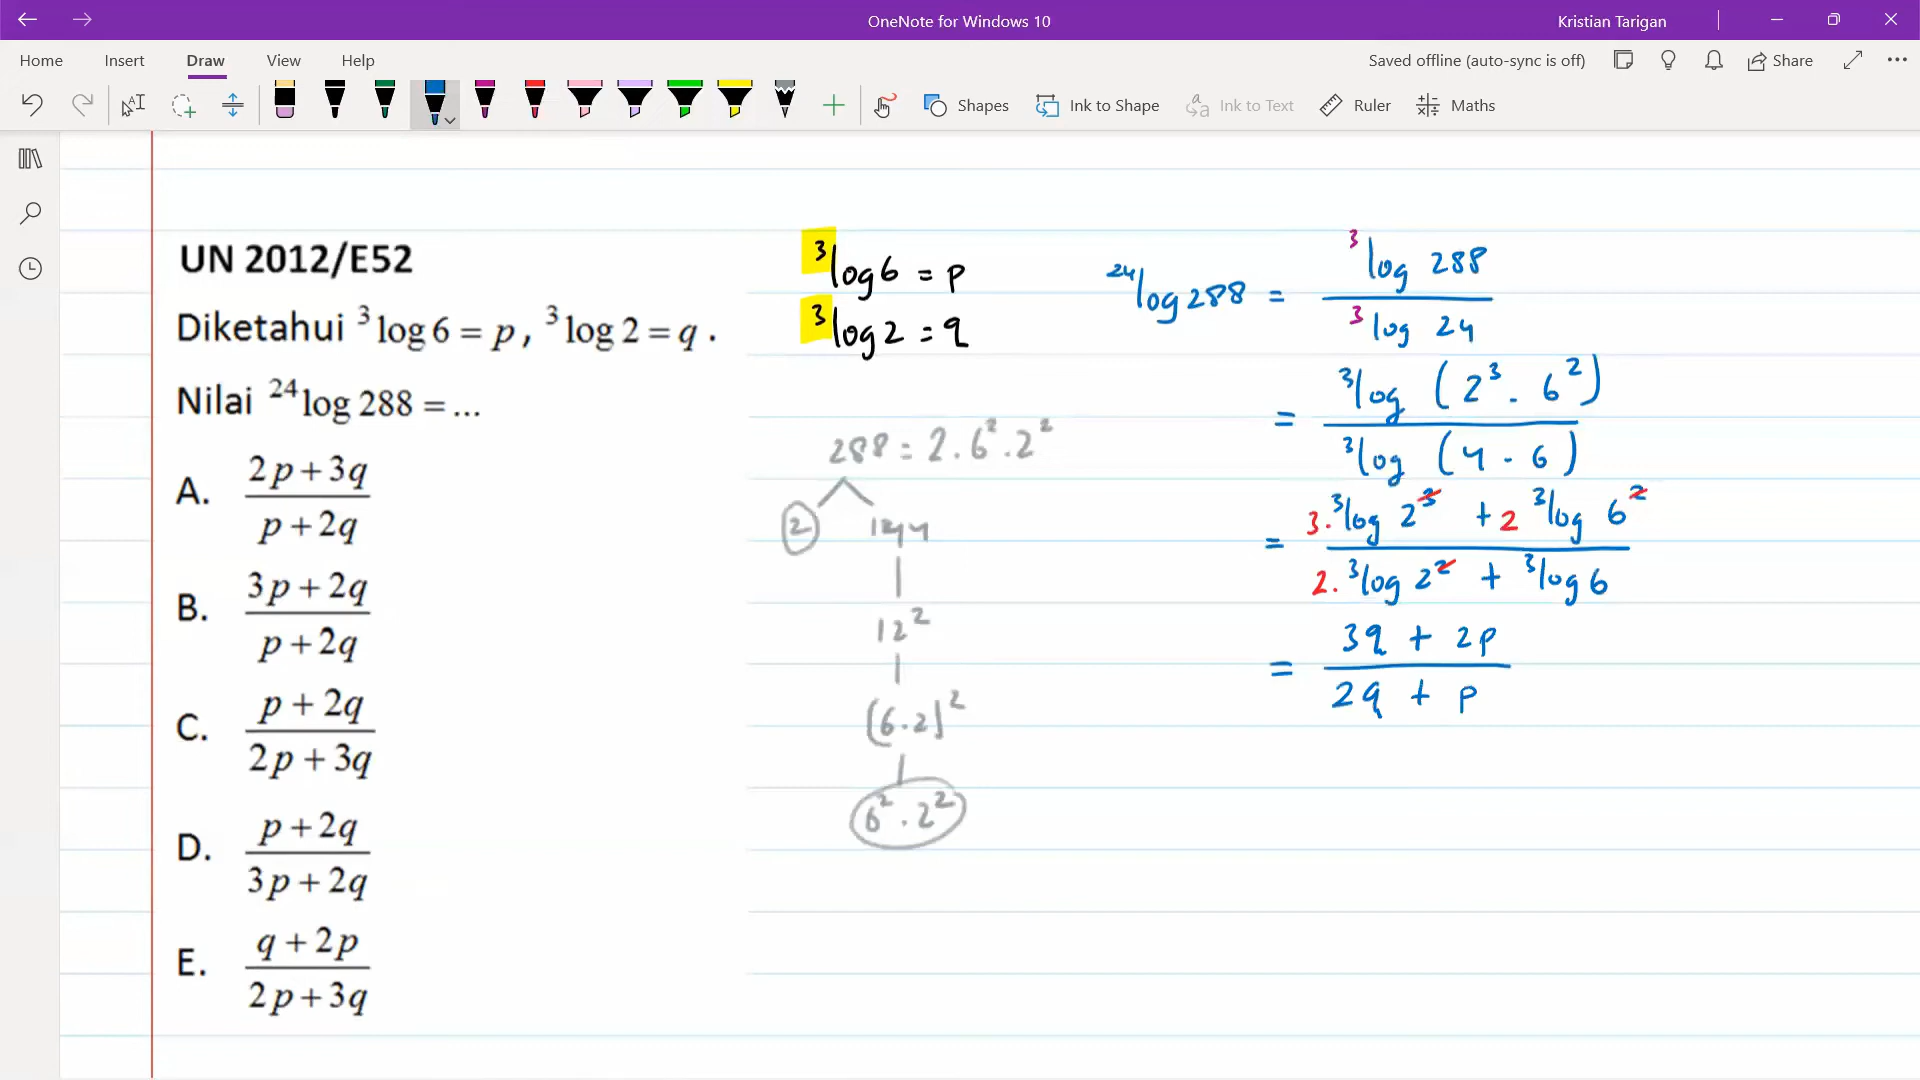 OneNote for Windows 10
Kristian Tarigan
Home Insert Draw View Help
Saved offline (auto-sync is off)
Share
Shapes
Ink to Shape
Ink to Text
Ruler
Maths
UN 2012/E52
Diketahui ³log 6 = p, ³log 2 = q .
Nilai ²⁴log 288 = ...
A. (2p + 3q)/(p + 2q)
B. (3p + 2q)/(p + 2q)
C. (p + 2q)/(2p + 3q)
D. (p + 2q)/(3p + 2q)
E. (q + 2p)/(2p + 3q)
³log 6 = p
³log 2 = q
288 = 2 . 6² . 2²
2 144
12²
(6 . 2)²
6² . 2²
²⁴log 288 = ³log 288 / ³log 24
= ³log (2³ . 6²) / ³log (4 . 6)
= (3 . ³log 2³ + 2 ³log 6²) / (2 . ³log 2² + ³log 6)
= (3q + 2p) / (2q + p)